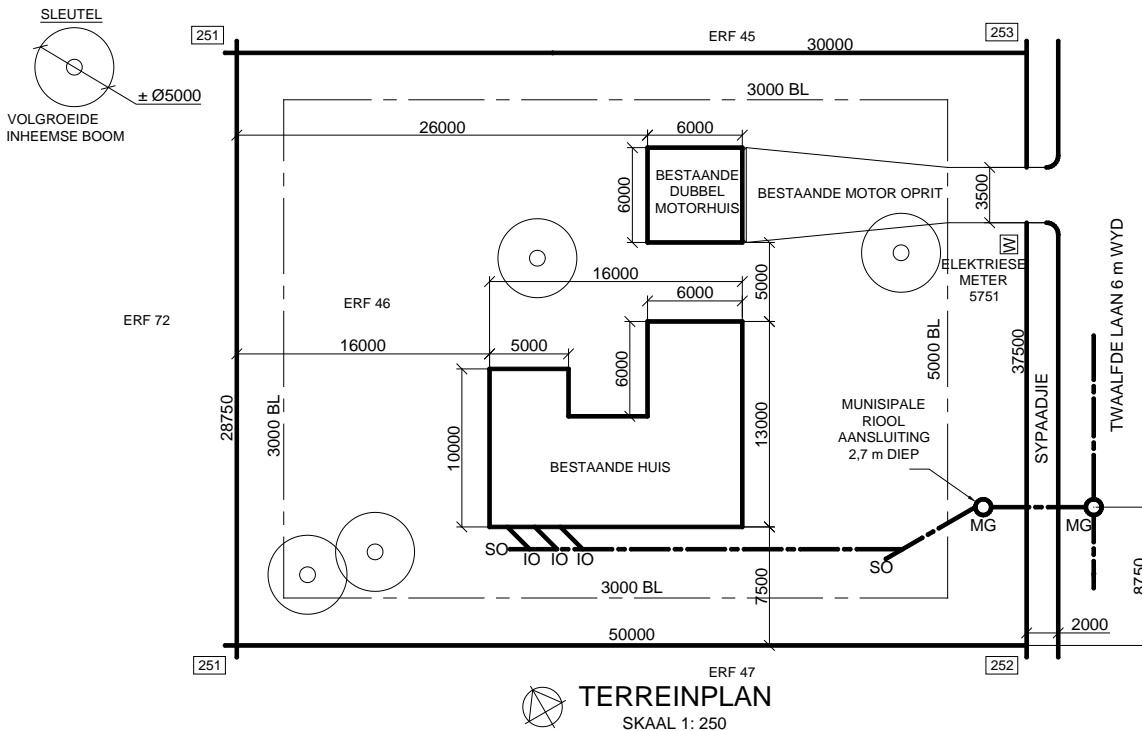 SLEUTEL
± Ø5000
VOLGROEIDE
INHEEMSE BOOM
251
ERF 45
30000
253
3000 BL
26000
6000
6000
BESTAANDE
DUBBEL
MOTORHUIS
BESTAANDE MOTOR OPRIT
3500
W
ELEKTRIESE
METER
5751
16000
6000
5000
ERF 72
ERF 46
16000
5000
6000
28750
3000 BL
10000
BESTAANDE HUIS
13000
5000 BL
37500
SYPAADJIE
TWAALFDE LAAN 6 m WYD
MUNISIPALE
RIOOL
AANSLUITING
2,7 m DIEP
MG
MG
SO
IO
IO
IO
SO
7500
8750
3000 BL
2000
50000
251
252
ERF 47
TERREINPLAN
SKAAL 1: 250